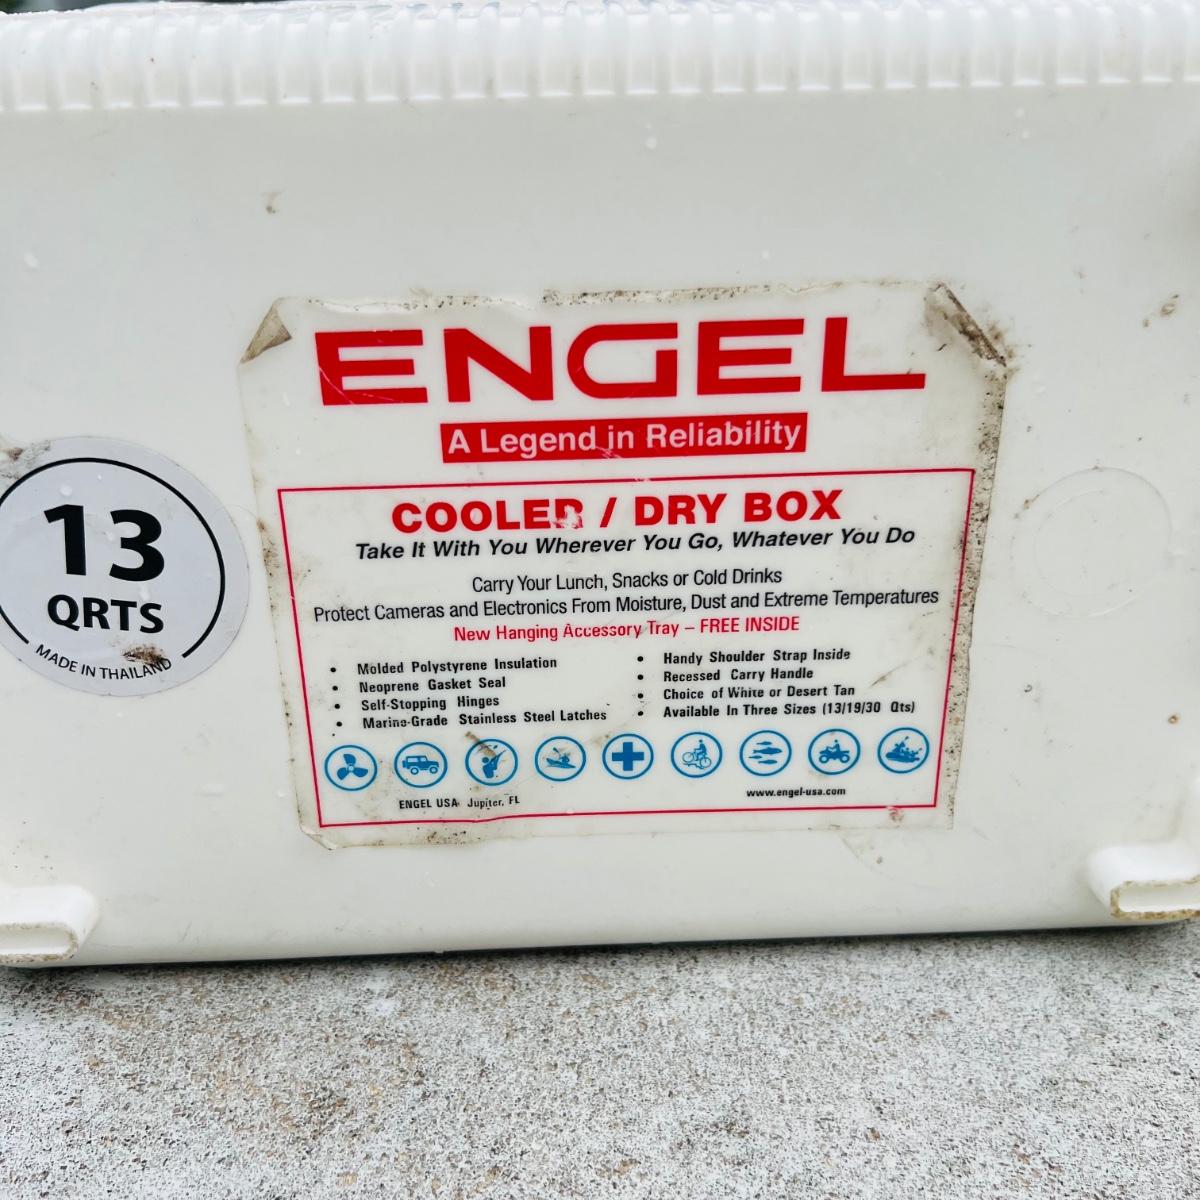 ENGEL
A Legend in Reliability
COOLER / DRY BOX
Take It With You Wherever You Go, Whatever You Do
Carry Your Lunch, Snacks or Cold Drinks
Protect Cameras and Electronics From Moisture, Dust and Extreme Temperatures
New Hanging Accessory Tray – FREE INSIDE
• Molded Polystyrene Insulation
• Neoprene Gasket Seal
• Self-Stopping Hinges
• Marine-Grade Stainless Steel Latches
• Handy Shoulder Strap Inside
• Recessed Carry Handle
• Choice of White or Desert Tan
• Available In Three Sizes (13/19/30 Qts)
ENGEL USA Jupiter, FL
www.engel-usa.com
13
QRTS
MADE IN THAILAND